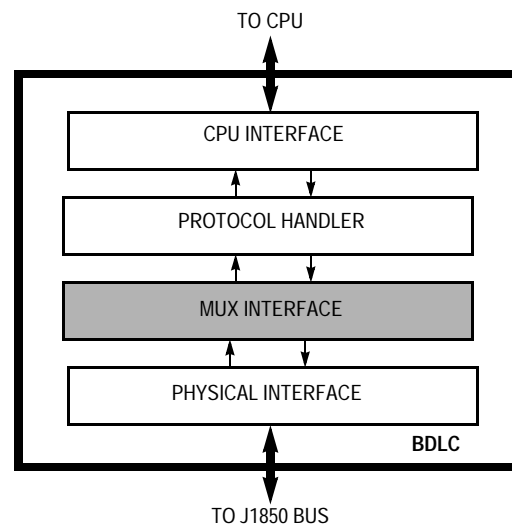 TO CPU
CPU INTERFACE
PROTOCOL HANDLER
MUX INTERFACE
PHYSICAL INTERFACE
BDLC
TO J1850 BUS